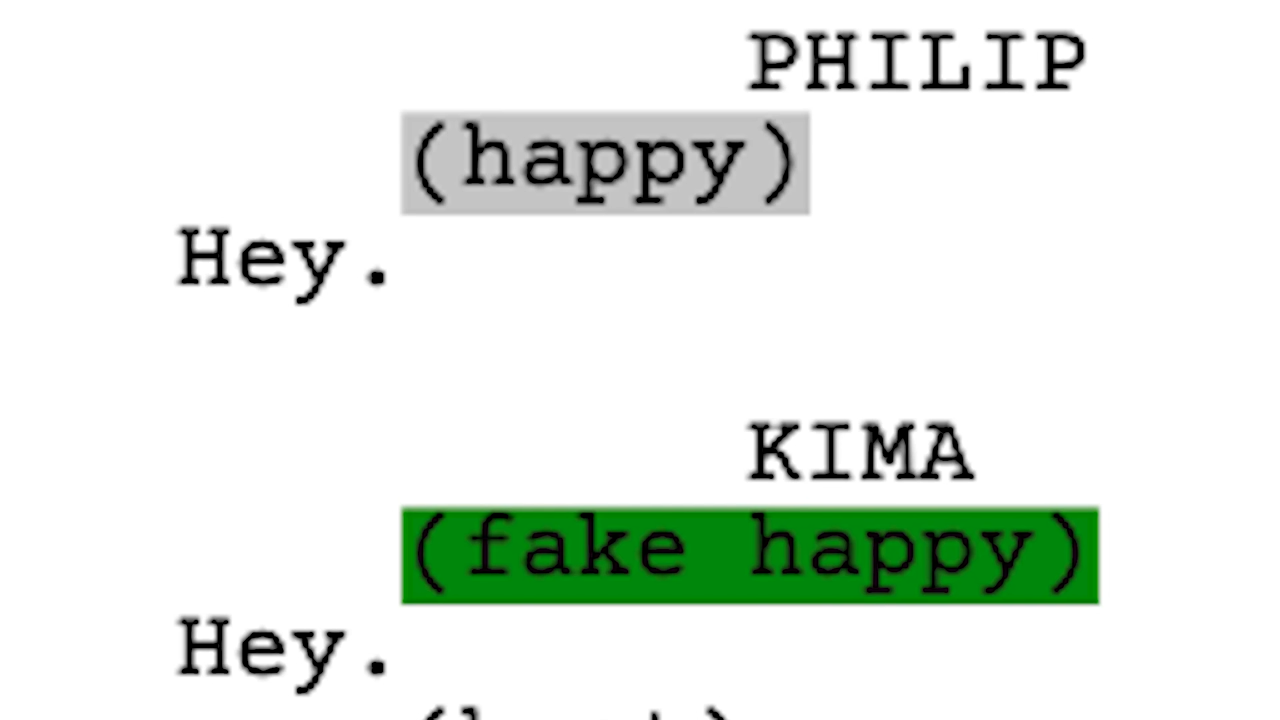 PHILIP
(happy)
Hey.
KIMA
(fake happy)
Hey.